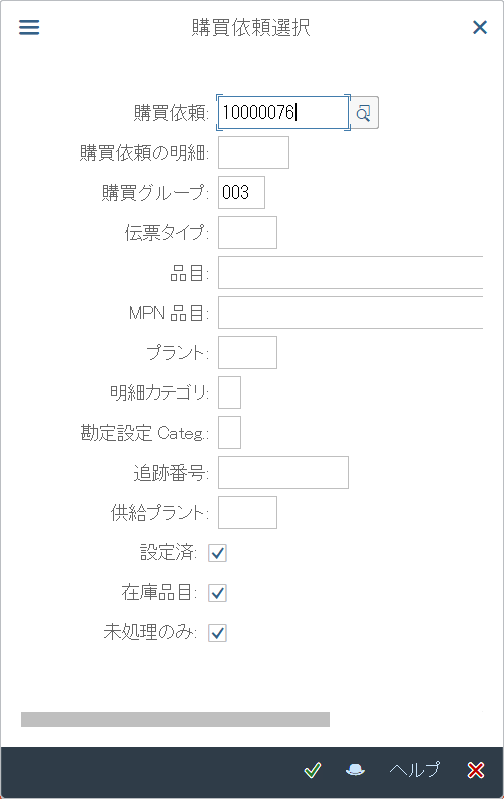 購買依頼選択
購買依頼: 10000076
購買依頼の明細:
購買グループ: 003
伝票タイプ:
品目:
MPN 品目:
プラント:
明細カテゴリ:
勘定設定 Categ.:
追跡番号:
供給プラント:
設定済:
在庫品目:
未処理のみ:
ヘルプ